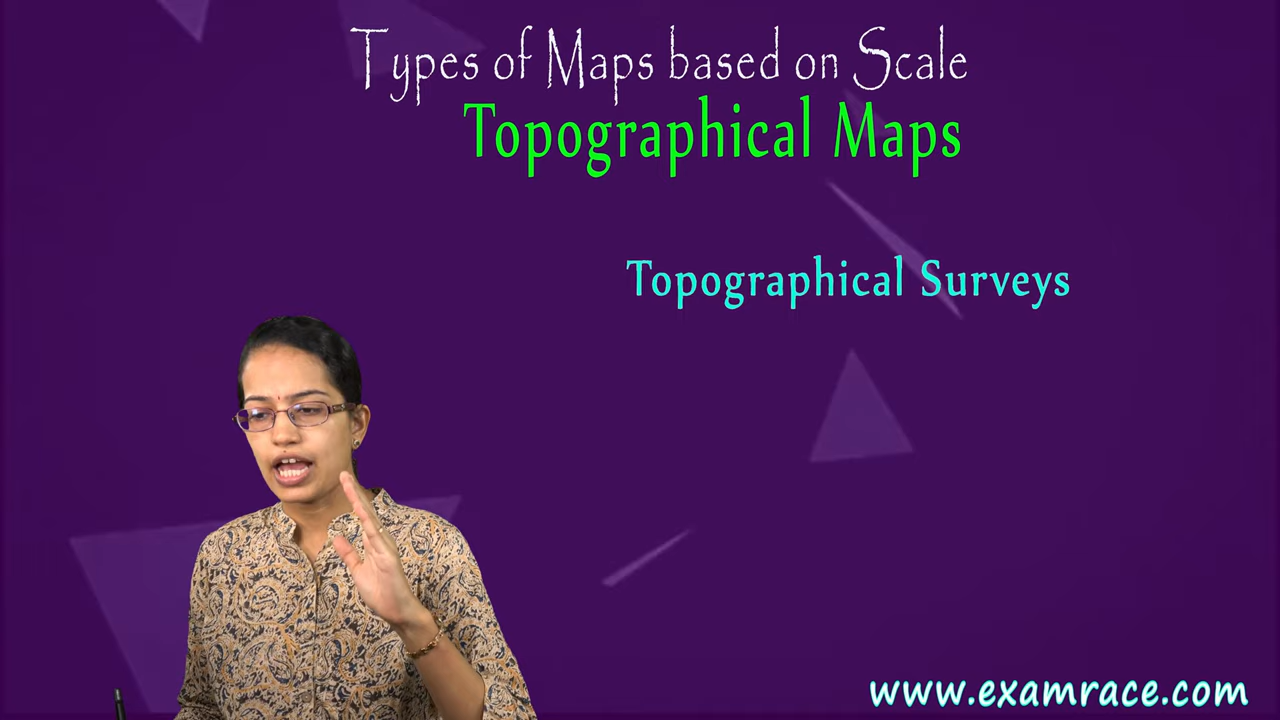 Types of Maps based on Scale
Topographical Maps
Topographical Surveys
www.examrace.com